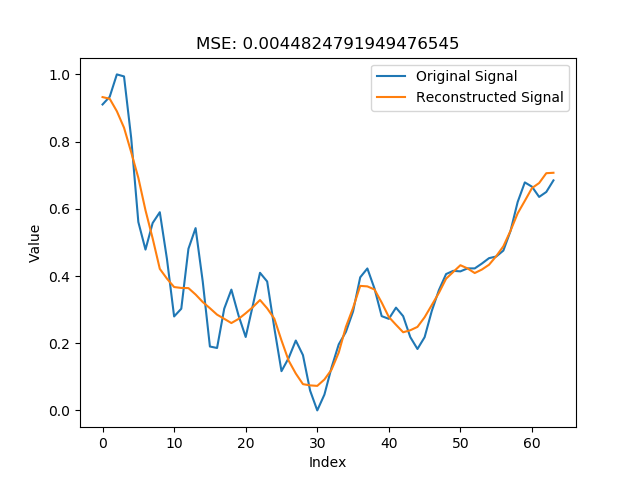 MSE: 0.0044824791949476545
Original Signal
Reconstructed Signal
1.0
0.8
0.6
0.4
0.2
0.0
Value
0 10 20 30 40 50 60
Index